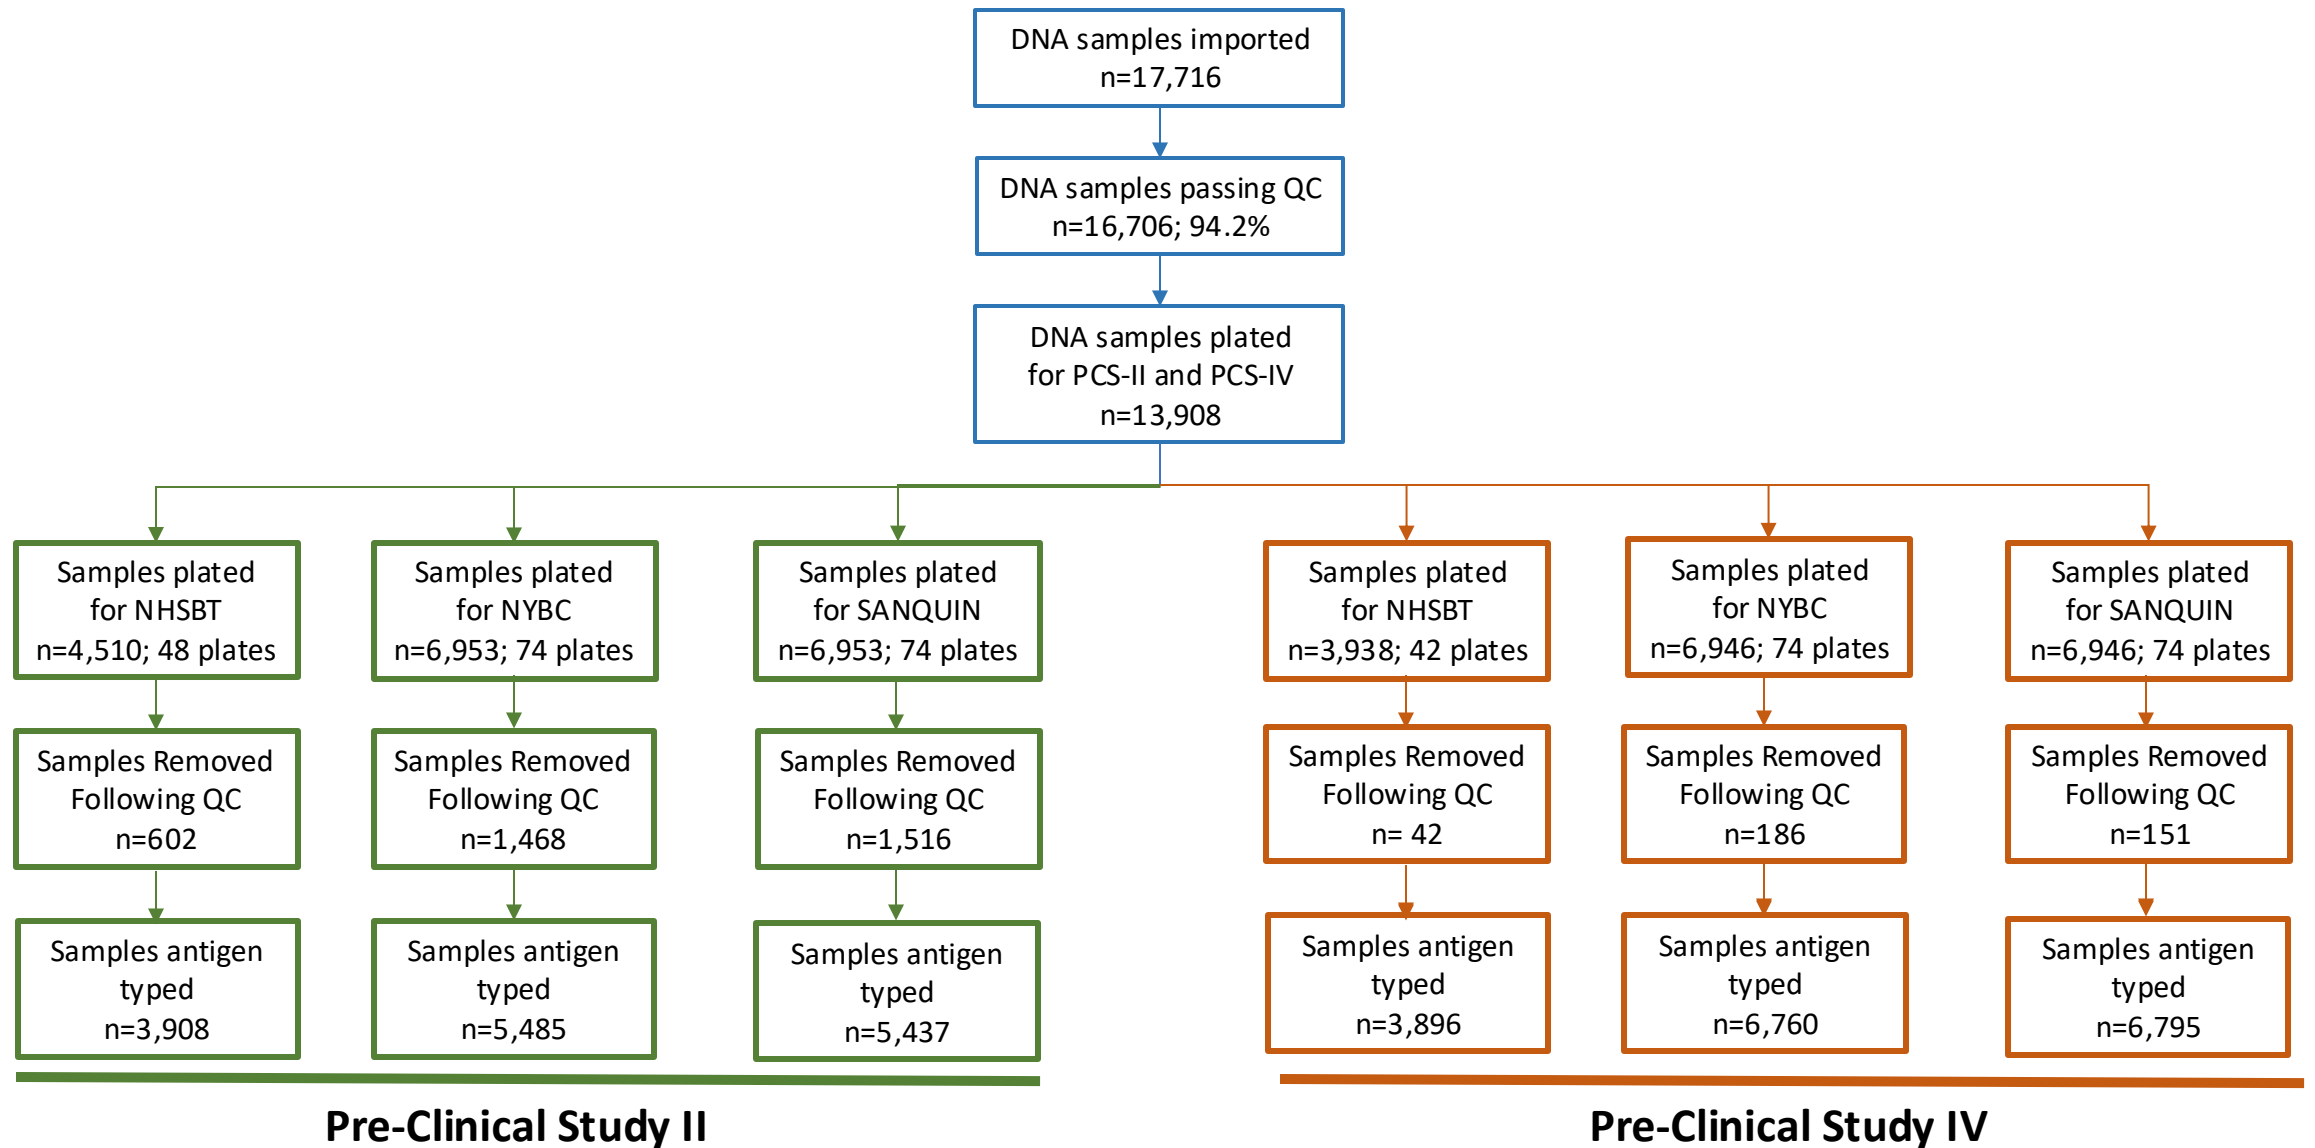 DNA samples imported
n=17,716
DNA samples passing QC
n=16,706; 94.2%
DNA samples plated
for PCS-II and PCS-IV
n=13,908
Samples plated
for NHSBT
n=4,510; 48 plates
Samples plated
for NYBC
n=6,953; 74 plates
Samples plated
for SANQUIN
n=6,953; 74 plates
Samples plated
for NHSBT
n=3,938; 42 plates
Samples plated
for NYBC
n=6,946; 74 plates
Samples plated
for SANQUIN
n=6,946; 74 plates
Samples Removed
Following QC
n=602
Samples Removed
Following QC
n=1,468
Samples Removed
Following QC
n=1,516
Samples Removed
Following QC
n= 42
Samples Removed
Following QC
n=186
Samples Removed
Following QC
n=151
Samples antigen
typed
n=3,908
Samples antigen
typed
n=5,485
Samples antigen
typed
n=5,437
Samples antigen
typed
n=3,896
Samples antigen
typed
n=6,760
Samples antigen
typed
n=6,795
Pre-Clinical Study II
Pre-Clinical Study IV